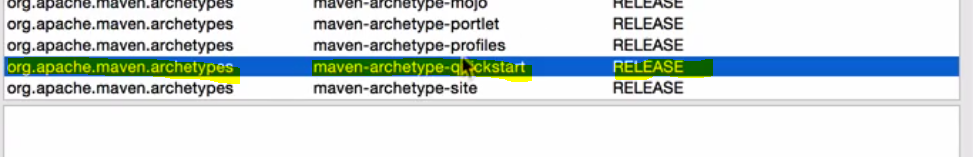 org.apache.maven.archetypes maven-archetype-mojo RELEASE
org.apache.maven.archetypes maven-archetype-portlet RELEASE
org.apache.maven.archetypes maven-archetype-profiles RELEASE
org.apache.maven.archetypes maven-archetype-quickstart RELEASE
org.apache.maven.archetypes maven-archetype-site RELEASE